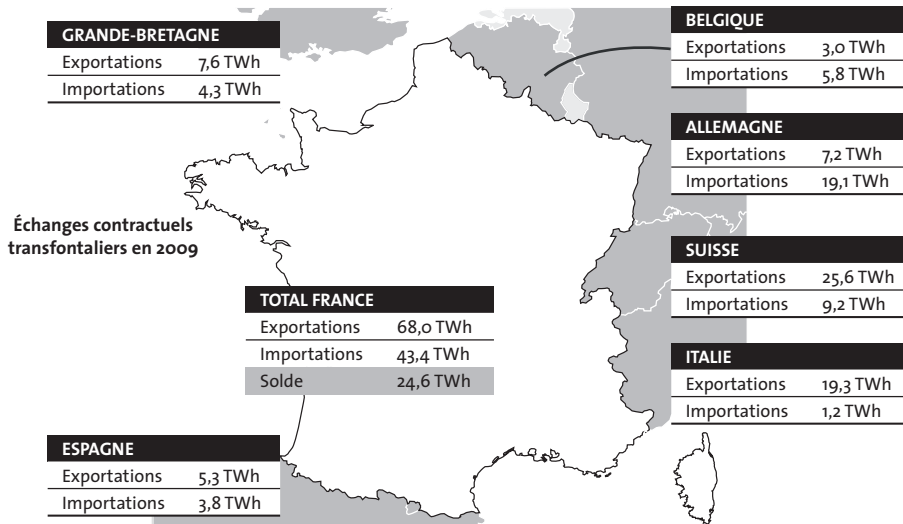 GRANDE-BRETAGNE
Exportations 7,6 TWh
Importations 4,3 TWh
BELGIQUE
Exportations 3,0 TWh
Importations 5,8 TWh
ALLEMAGNE
Exportations 7,2 TWh
Importations 19,1 TWh
Échanges contractuels
transfontaliers en 2009
SUISSE
Exportations 25,6 TWh
Importations 9,2 TWh
TOTAL FRANCE
Exportations 68,0 TWh
Importations 43,4 TWh
Solde 24,6 TWh
ITALIE
Exportations 19,3 TWh
Importations 1,2 TWh
ESPAGNE
Exportations 5,3 TWh
Importations 3,8 TWh